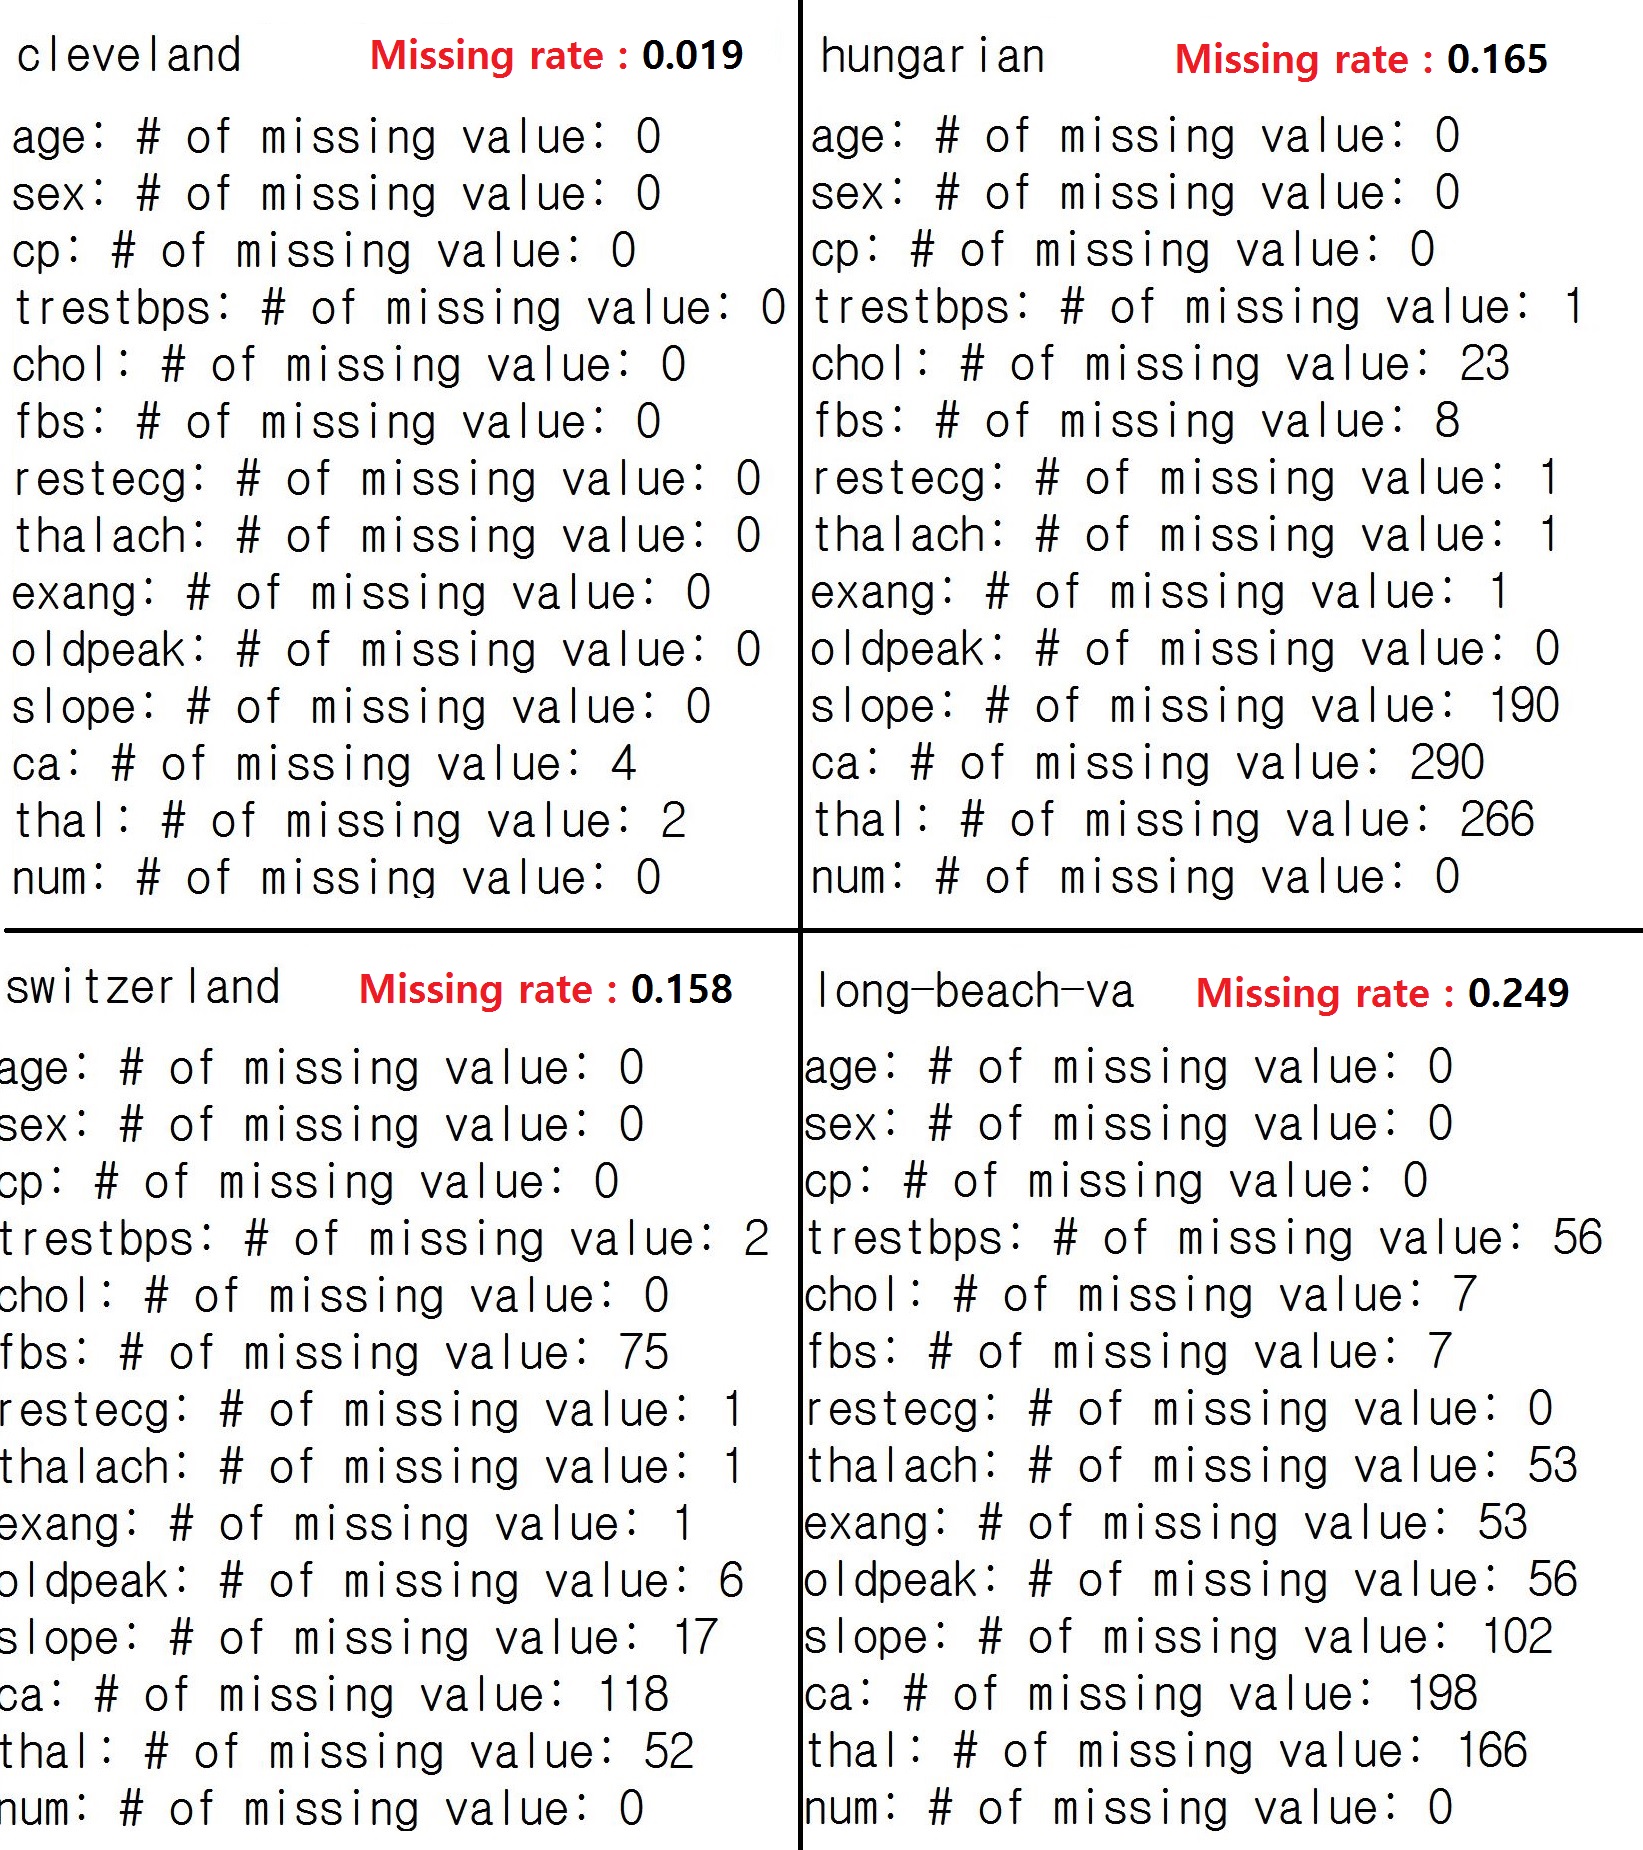 cleveland Missing rate : 0.019
age: # of missing value: 0
sex: # of missing value: 0
cp: # of missing value: 0
trestbps: # of missing value: 0
chol: # of missing value: 0
fbs: # of missing value: 0
restecg: # of missing value: 0
thalach: # of missing value: 0
exang: # of missing value: 0
oldpeak: # of missing value: 0
slope: # of missing value: 0
ca: # of missing value: 4
thal: # of missing value: 2
num: # of missing value: 0
hungarian Missing rate : 0.165
age: # of missing value: 0
sex: # of missing value: 0
cp: # of missing value: 0
trestbps: # of missing value: 1
chol: # of missing value: 23
fbs: # of missing value: 8
restecg: # of missing value: 1
thalach: # of missing value: 1
exang: # of missing value: 1
oldpeak: # of missing value: 0
slope: # of missing value: 190
ca: # of missing value: 290
thal: # of missing value: 266
num: # of missing value: 0
switzerland Missing rate : 0.158
age: # of missing value: 0
sex: # of missing value: 0
cp: # of missing value: 0
trestbps: # of missing value: 2
chol: # of missing value: 0
fbs: # of missing value: 75
restecg: # of missing value: 1
thalach: # of missing value: 1
exang: # of missing value: 1
oldpeak: # of missing value: 6
slope: # of missing value: 17
ca: # of missing value: 118
thal: # of missing value: 52
num: # of missing value: 0
long-beach-va Missing rate : 0.249
age: # of missing value: 0
sex: # of missing value: 0
cp: # of missing value: 0
trestbps: # of missing value: 56
chol: # of missing value: 7
fbs: # of missing value: 7
restecg: # of missing value: 0
thalach: # of missing value: 53
exang: # of missing value: 53
oldpeak: # of missing value: 56
slope: # of missing value: 102
ca: # of missing value: 198
thal: # of missing value: 166
num: # of missing value: 0